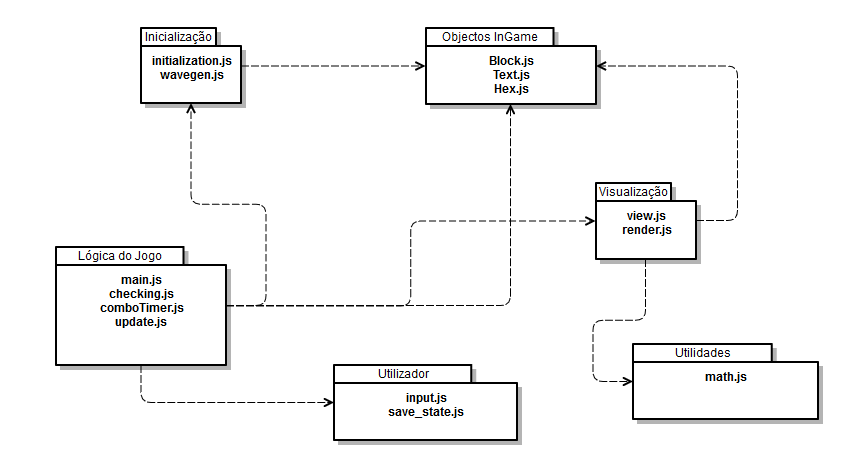 Inicialização
initialization.js
wavegen.js
Objectos InGame
Block.js
Text.js
Hex.js
Visualização
view.js
render.js
Lógica do Jogo
main.js
checking.js
comboTimer.js
update.js
Utilidades
math.js
Utilizador
input.js
save_state.js